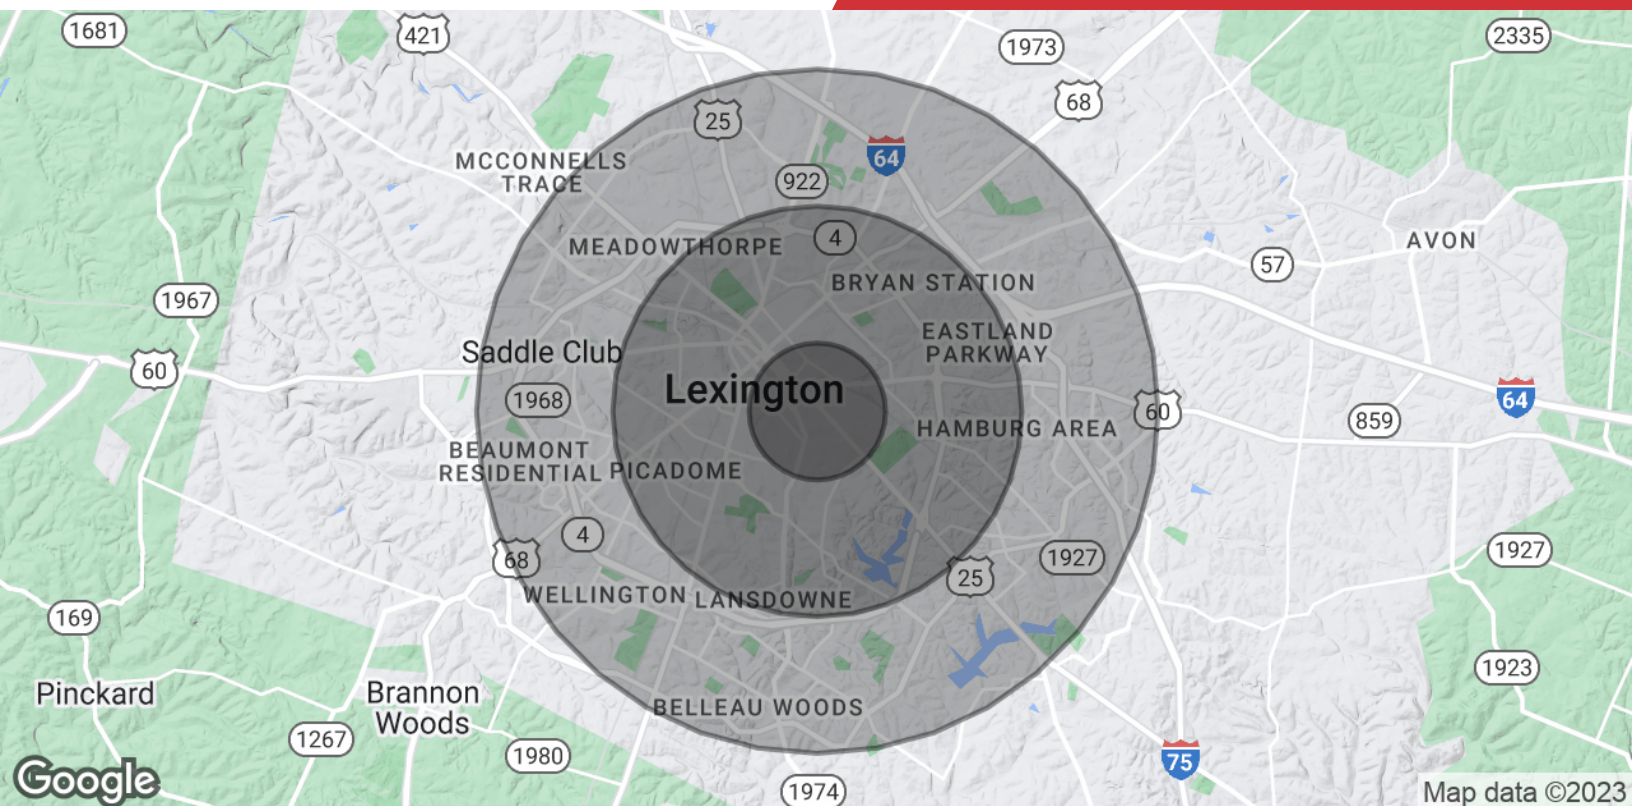 1681
421
1973
2335
68
25
64
MCCONNELLS
TRACE
922
4
MEADOWTHORPE
AVON
57
BRYAN STATION
1967
EASTLAND
PARKWAY
Saddle Club
60
Lexington
1968
64
60
859
HAMBURG AREA
BEAUMONT
RESIDENTIAL
PICADOME
4
68
1927
1927
25
WELLINGTON
LANSDOWNE
169
1923
Pinckard
Brannon
Woods
BELLEAU WOODS
1267
1980
75
Google
1974
Map data ©2023